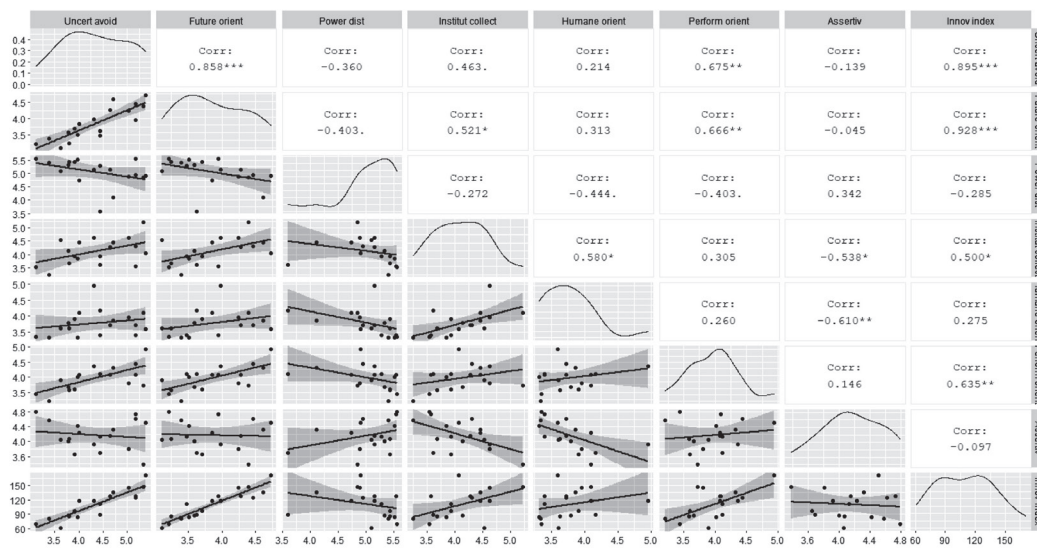 Uncert avoid Future orient Power dist Institut collect Humane orient Perform orient Assertiv Innov index
0.4
0.3
0.2
0.1
0.0
Corr: Corr: Corr: Corr: Corr: Corr: Corr:
0.858*** -0.360 0.463. 0.214 0.675** -0.139 0.895***
4.5
4.0
3.5
Corr: Corr: Corr: Corr: Corr: Corr:
-0.403. 0.521* 0.313 0.666** -0.045 0.928***
5.5
5.0
4.5
4.0
3.5
Corr: Corr: Corr: Corr: Corr:
-0.272 -0.444. -0.403. 0.342 -0.285
5.0
4.5
4.0
3.5
Corr: Corr: Corr: Corr:
0.580* 0.305 -0.538* 0.500*
5.0
4.5
4.0
3.5
Corr: Corr: Corr:
0.260 -0.610** 0.275
5.0
4.5
4.0
3.5
Corr: Corr:
0.146 0.635**
4.8
4.4
4.0
3.6
Corr:
-0.097
150
120
90
60
3.5 4.0 4.5 5.0 3.5 4.0 4.5 3.5 4.0 4.5 5.0 5.5 3.5 4.0 4.5 5.0 3.5 4.0 4.5 5.0 3.5 4.0 4.5 5.0 3.6 4.0 4.4 4.8 60 90 120 150